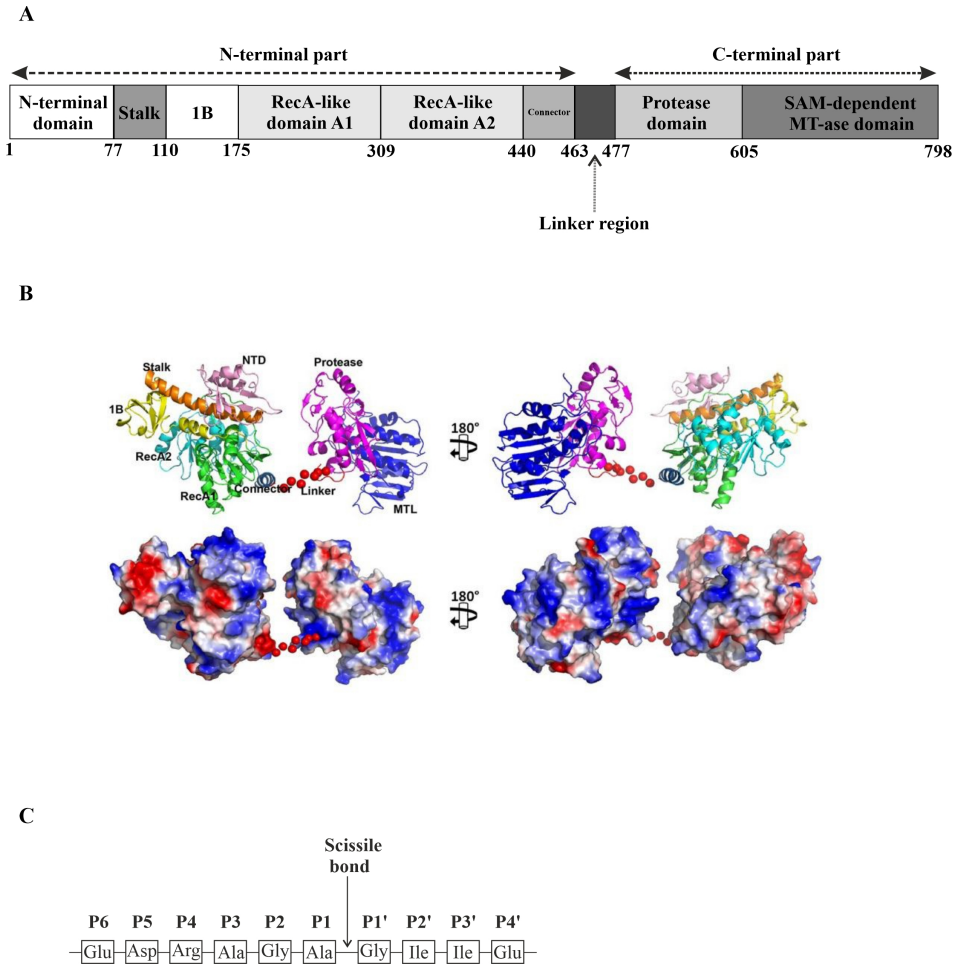 A
N-terminal part
C-terminal part
N-terminal
domain
Stalk
1B
RecA-like
domain A1
RecA-like
domain A2
Connector
Protease
domain
SAM-dependent
MT-ase domain
1
77
110
175
309
440
463
477
605
798
Linker region
B
NTD
Protease
Stalk
1B
RecA2
RecA1
Connector
Linker
MTL
180°
180°
C
Scissile
bond
P6 P5 P4 P3 P2 P1 P1' P2' P3' P4'
Glu Asp Arg Ala Gly Ala Gly Ile Ile Glu